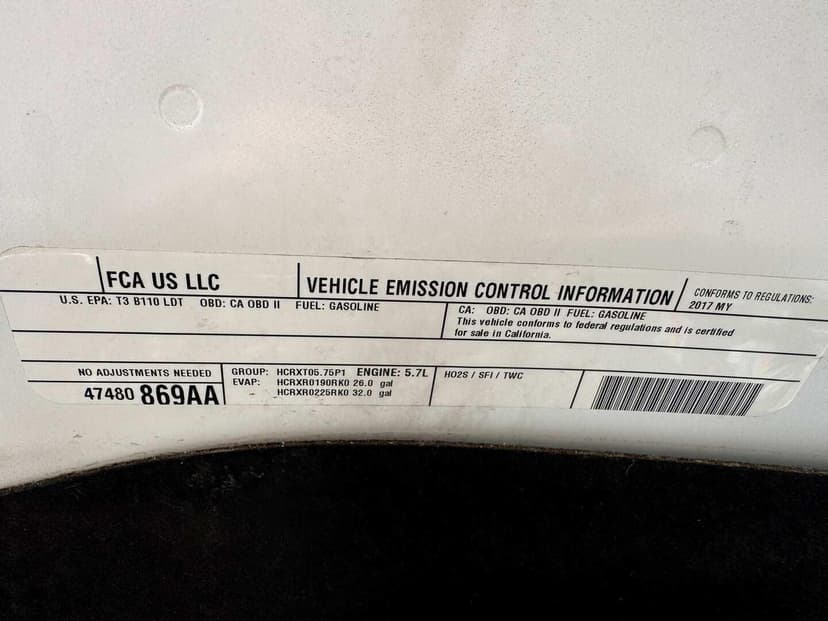 FCA US LLC
VEHICLE EMISSION CONTROL INFORMATION
CONFORMS TO REGULATIONS:
2017 MY
U.S. EPA: T3 B110 LDT OBD: CA OBD II FUEL: GASOLINE
CA: OBD: CA OBD II FUEL: GASOLINE
This vehicle conforms to federal regulations and is certified
for sale in California.
NO ADJUSTMENTS NEEDED
47480 869AA
GROUP: HCRXT05.75P1 ENGINE: 5.7L
EVAP: HCRXR0190RK0 26.0 gal
HCRXR0225RK0 32.0 gal
HO2S / SFI / TWC